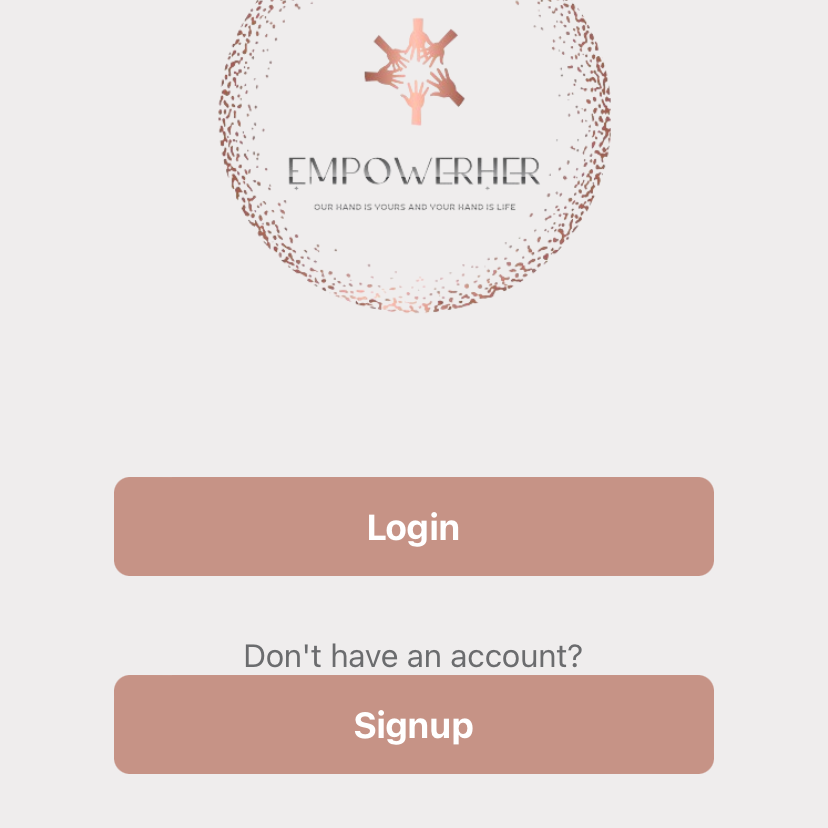 EMPOWERHER
OUR HAND IS YOURS AND YOUR HAND IS LIFE
Login
Don't have an account?
Signup